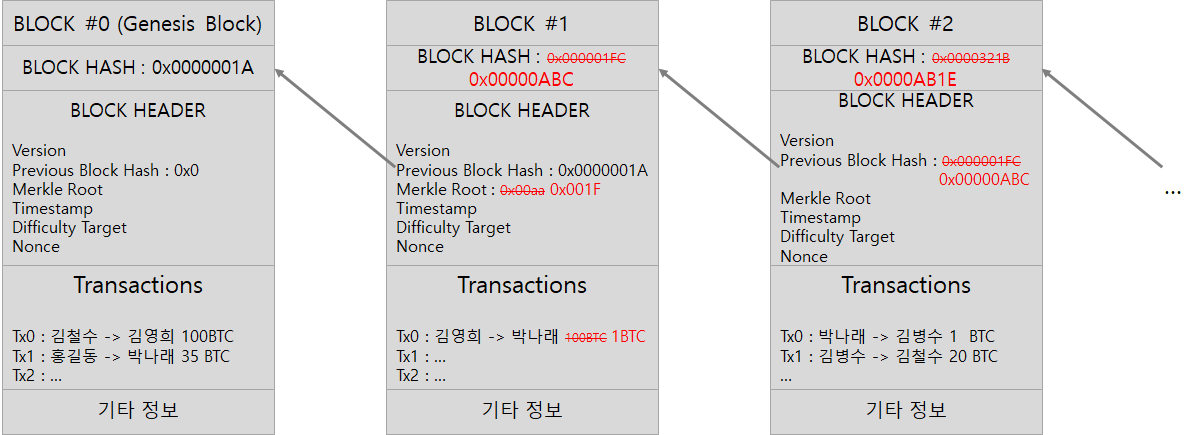 BLOCK #0 (Genesis Block)
BLOCK HASH : 0x0000001A
BLOCK HEADER
Version
Previous Block Hash : 0x0
Merkle Root
Timestamp
Difficulty Target
Nonce
Transactions
Tx0 : 김철수 -> 김영희 100BTC
Tx1 : 홍길동 -> 박나래 35 BTC
Tx2 : ...
기타 정보
BLOCK #1
BLOCK HASH : 0x000001FC
0x00000ABC
BLOCK HEADER
Version
Previous Block Hash : 0x0000001A
Merkle Root : 0x00aa 0x001F
Timestamp
Difficulty Target
Nonce
Transactions
Tx0 : 김영희 -> 박나래 100BTC 1BTC
Tx1 : ...
Tx2 : ...
기타 정보
BLOCK #2
BLOCK HASH : 0x0000321B
0x0000AB1E
BLOCK HEADER
Version
Previous Block Hash : 0x000001FC
0x00000ABC
Merkle Root
Timestamp
Difficulty Target
Nonce
Transactions
Tx0 : 박나래 -> 김병수 1 BTC
Tx1 : 김병수 -> 김철수 20 BTC
...
기타 정보
...